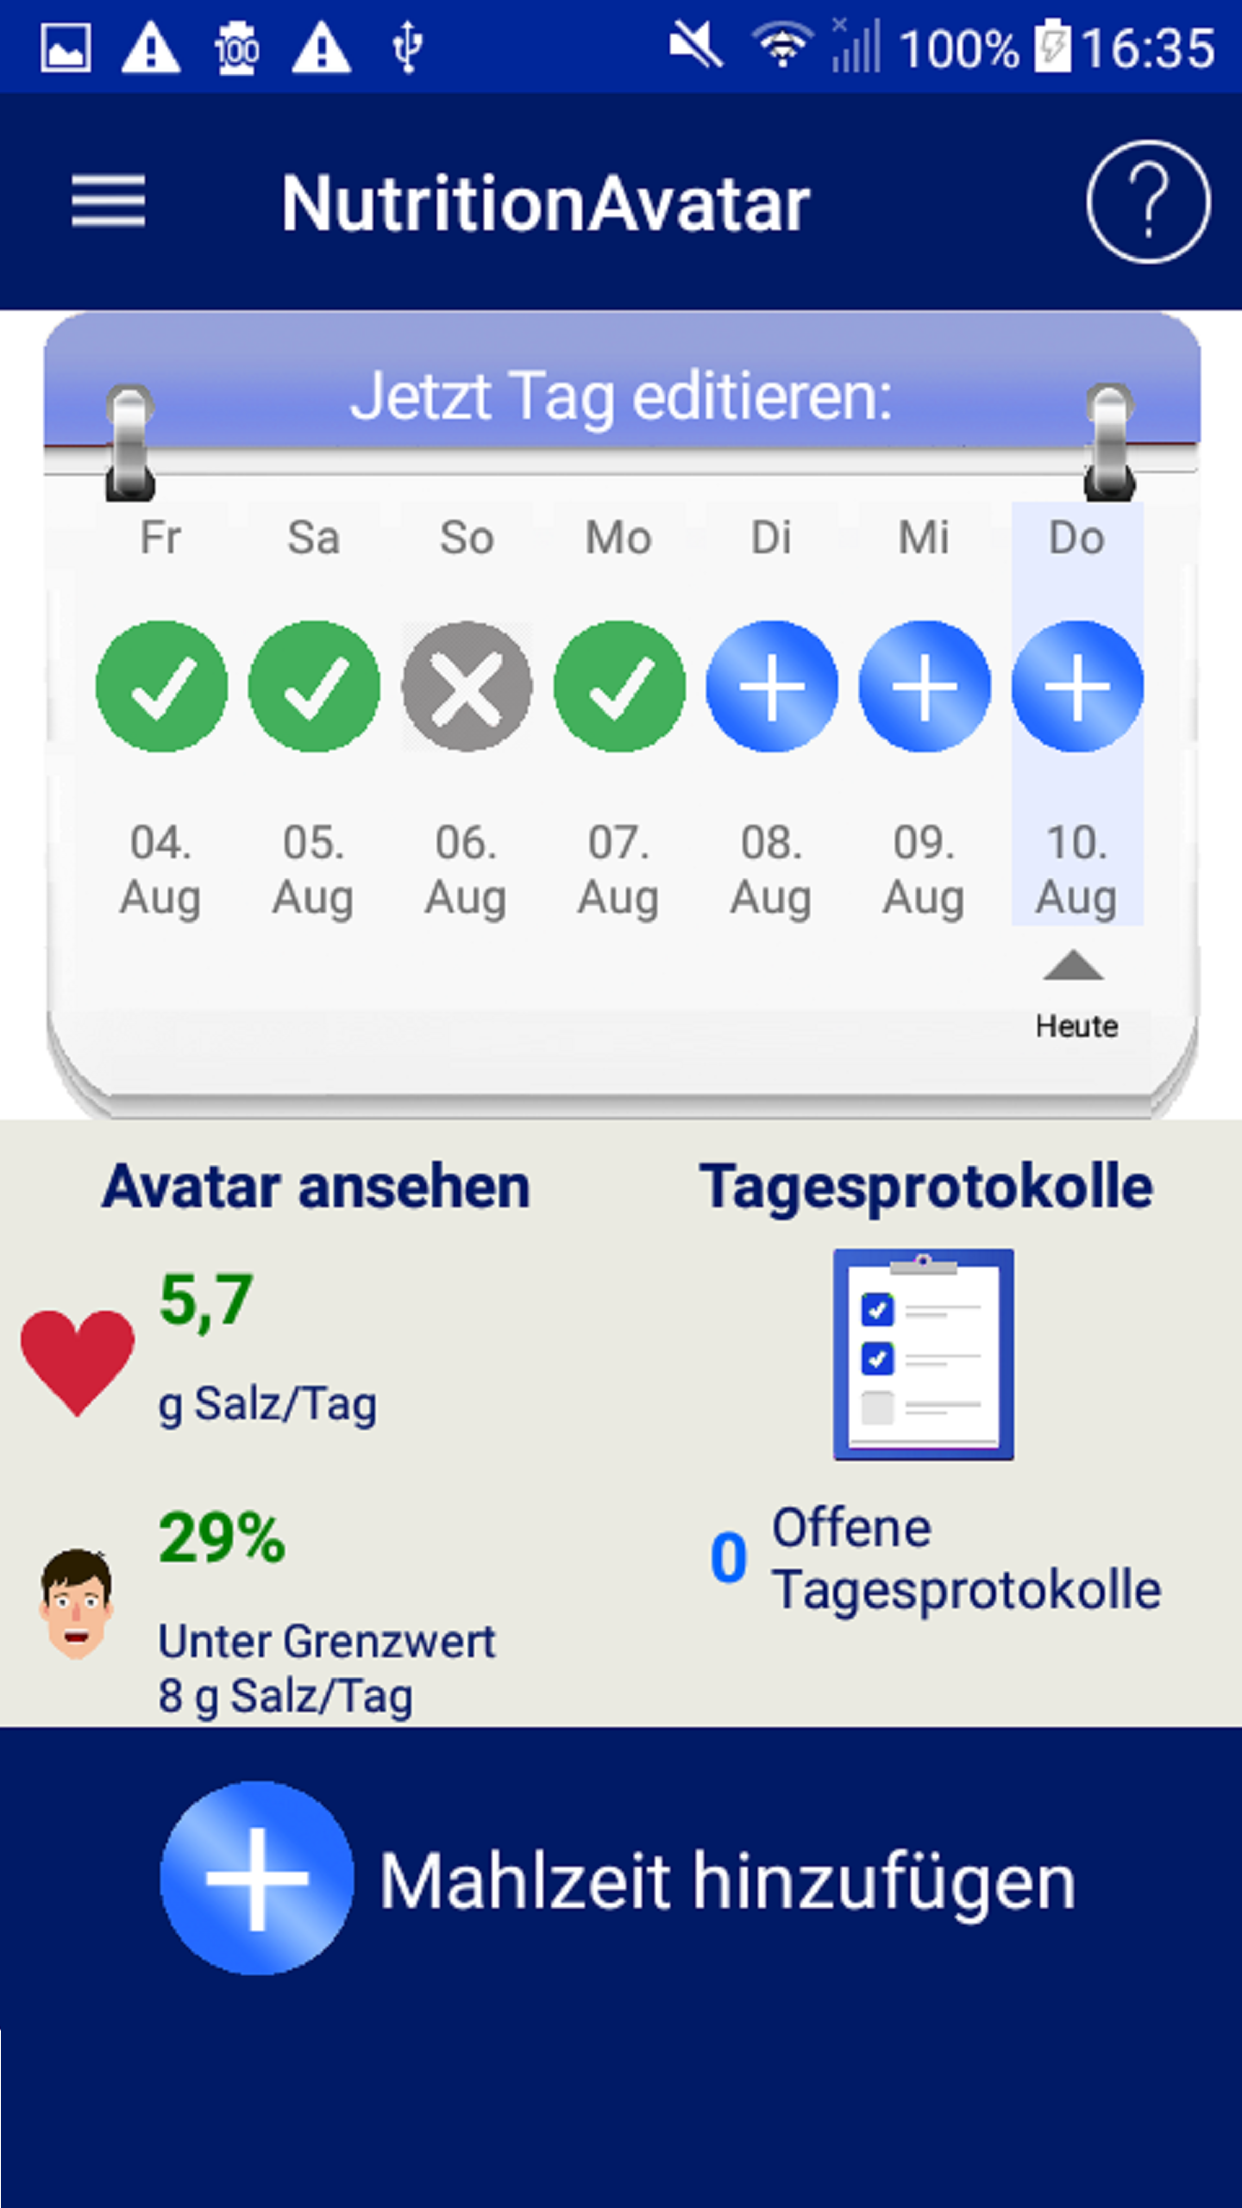 100
100% 16:35
NutritionAvatar ?
Jetzt Tag editieren:
Fr Sa So Mo Di Mi Do
04. 05. 06. 07. 08. 09. 10.
Aug Aug Aug Aug Aug Aug Aug
Heute
Avatar ansehen
5,7
g Salz/Tag
29%
Unter Grenzwert
8 g Salz/Tag
Tagesprotokolle
0 Offene
Tagesprotokolle
Mahlzeit hinzufügen